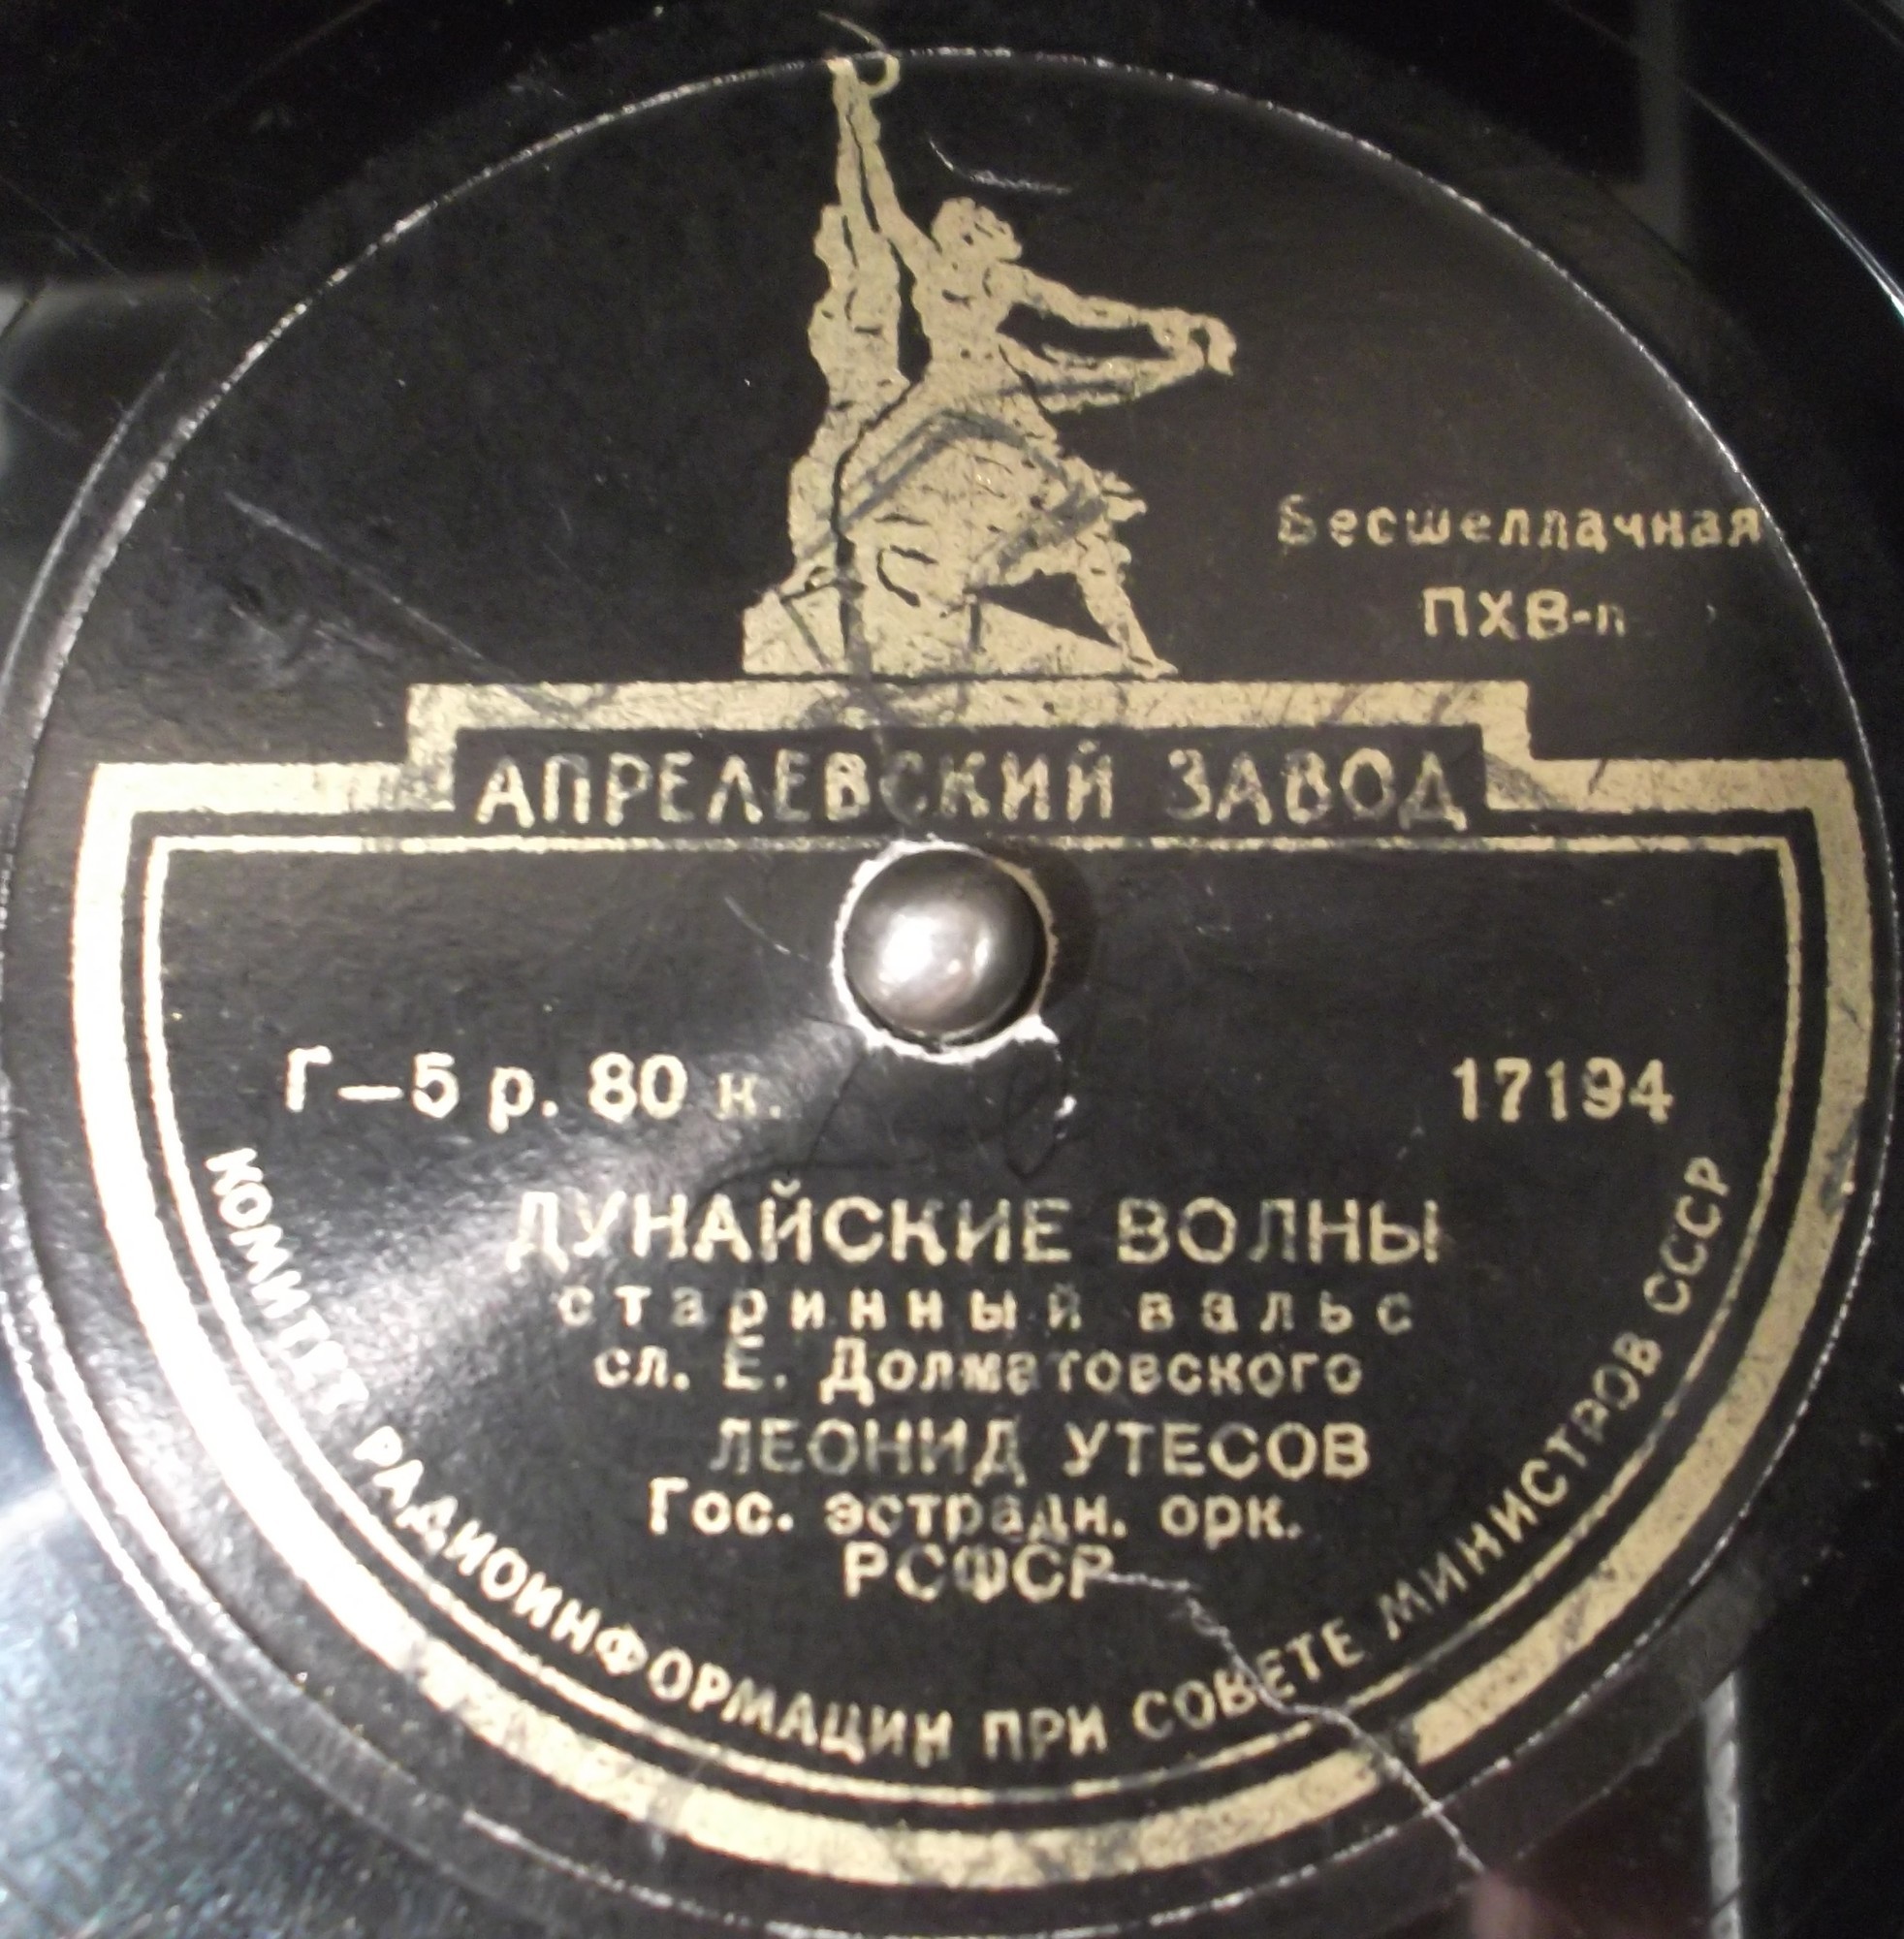 Бесшеллачная
ПХВ-п
АПРЕЛЕВСКИЙ ЗАВОД
Г—5 р. 80 к.
17194
ДУНАЙСКИЕ ВОЛНЫ
старинный вальс
сл. Е. Долматовского
ЛЕОНИД УТЕСОВ
Гос. эстрадн. орк.
РСФСР
КОМИТЕТ РАДИОИНФОРМАЦИИ ПРИ СОВЕТЕ МИНИСТРОВ СССР